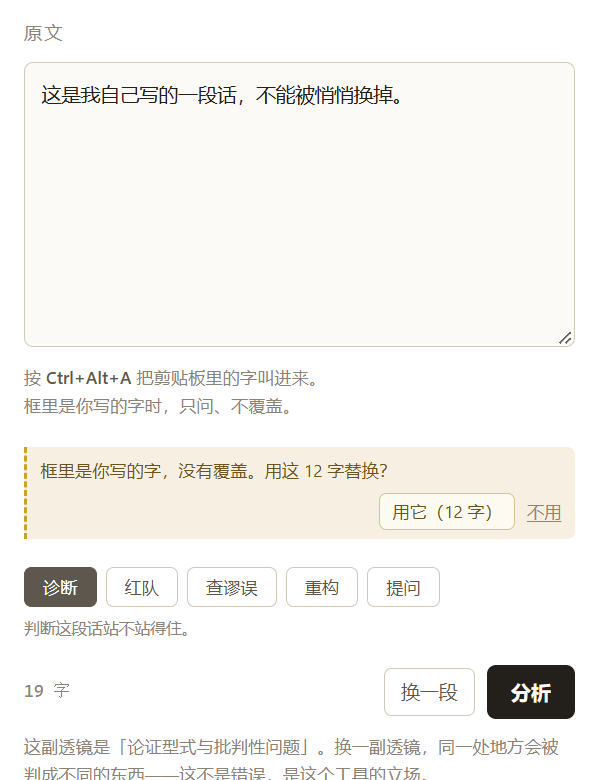 原文
这是我自己写的一段话，不能被悄悄换掉。
按 Ctrl+Alt+A 把剪贴板里的字叫进来。
框里是你写的字时，只问、不覆盖。
框里是你写的字，没有覆盖。用这 12 字替换？
用它（12 字） 不用
诊断 红队 查谬误 重构 提问
判断这段话站不站得住。
19 字 换一段 分析
这副透镜是「论证型式与批判性问题」。换一副透镜，同一处地方会被
判成不同的东西——这不是错误，是这个工具的立场。